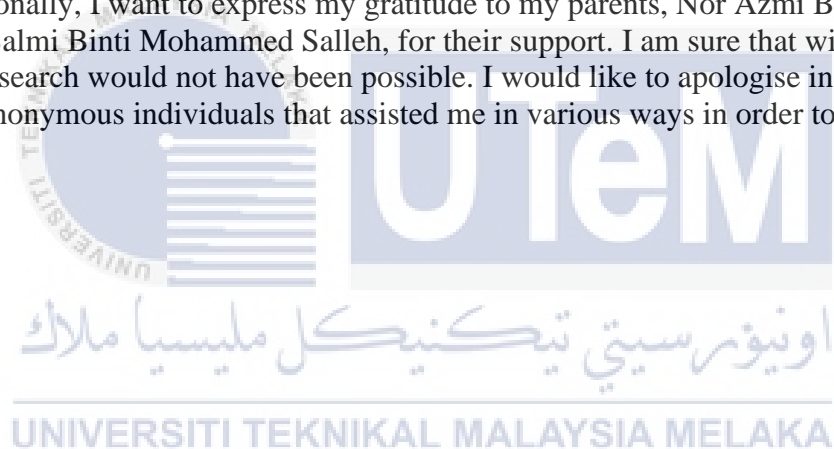 onally, I want to express my gratitude to my parents, Nor Azmi B
almi Binti Mohammed Salleh, for their support. I am sure that wi
search would not have been possible. I would like to apologise in
nonymous individuals that assisted me in various ways in order to
UTeM
اونيۏرسيتي تيكنيكل مليسيا ملاك
UNIVERSITI TEKNIKAL MALAYSIA MELAKA